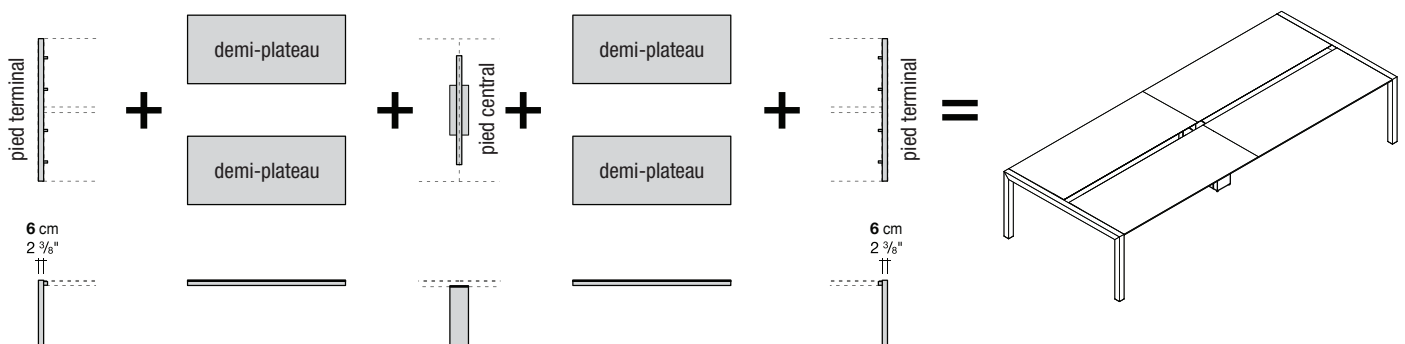 pied terminal
+
demi-plateau
demi-plateau
+
pied central
+
demi-plateau
demi-plateau
+
pied terminal
=
6 cm
2 3/8"
6 cm
2 3/8"